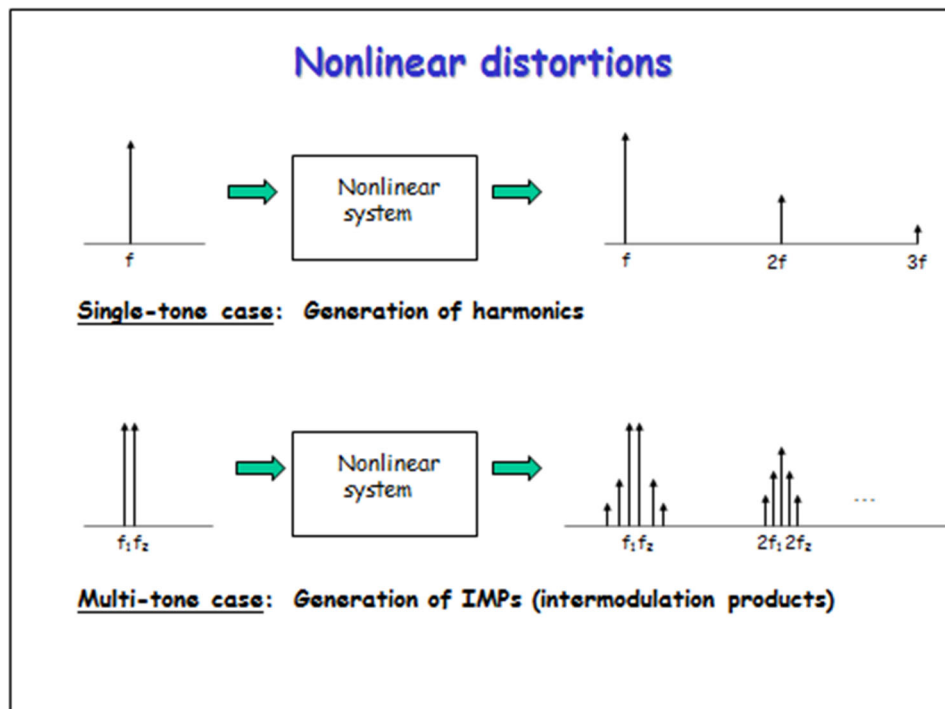 Nonlinear distortions
f
Nonlinear
system
f
2f
3f
Single-tone case: Generation of harmonics
f₁ f₂
Nonlinear
system
f₁ f₂
2f₁ 2f₂
---
Multi-tone case: Generation of IMPs (intermodulation products)